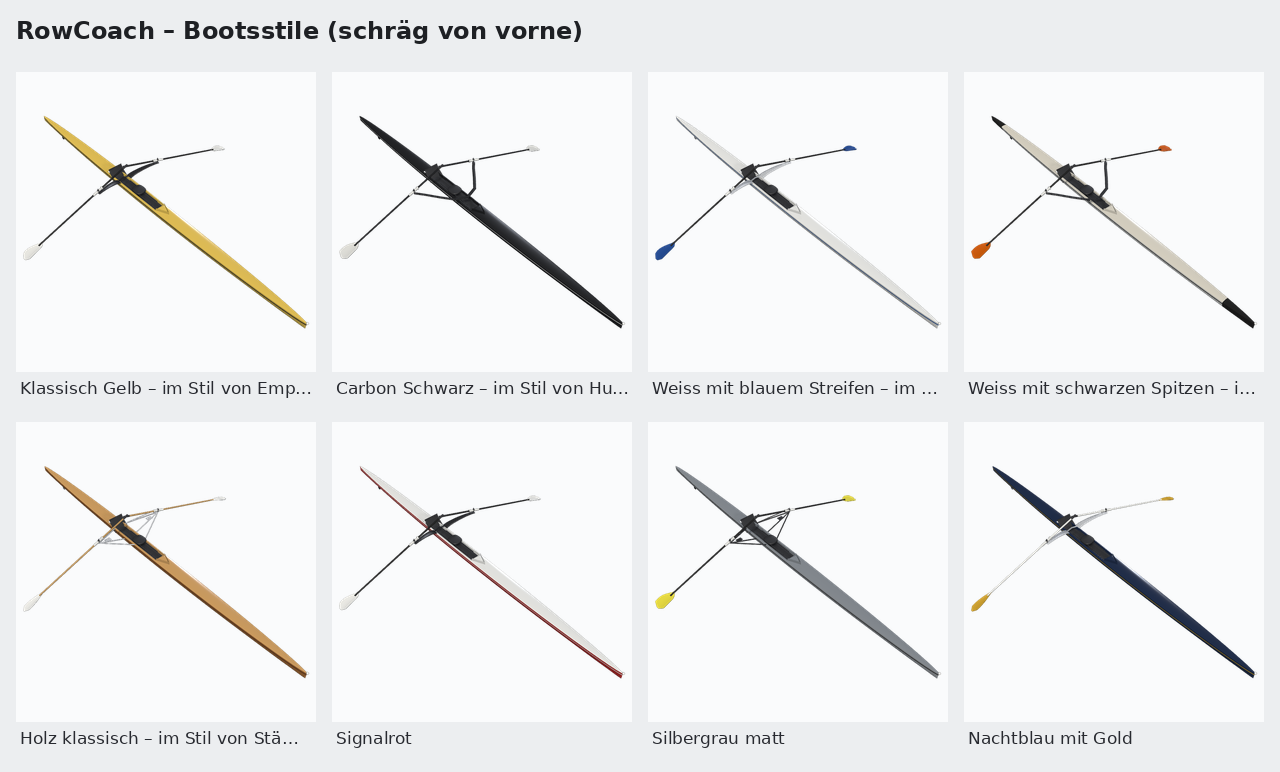 RowCoach – Bootsstile (schräg von vorne)
Klassisch Gelb – im Stil von Emp...
Carbon Schwarz – im Stil von Hu...
Weiss mit blauem Streifen – im ...
Weiss mit schwarzen Spitzen – i...
Holz klassisch – im Stil von Stä...
Signalrot
Silbergrau matt
Nachtblau mit Gold